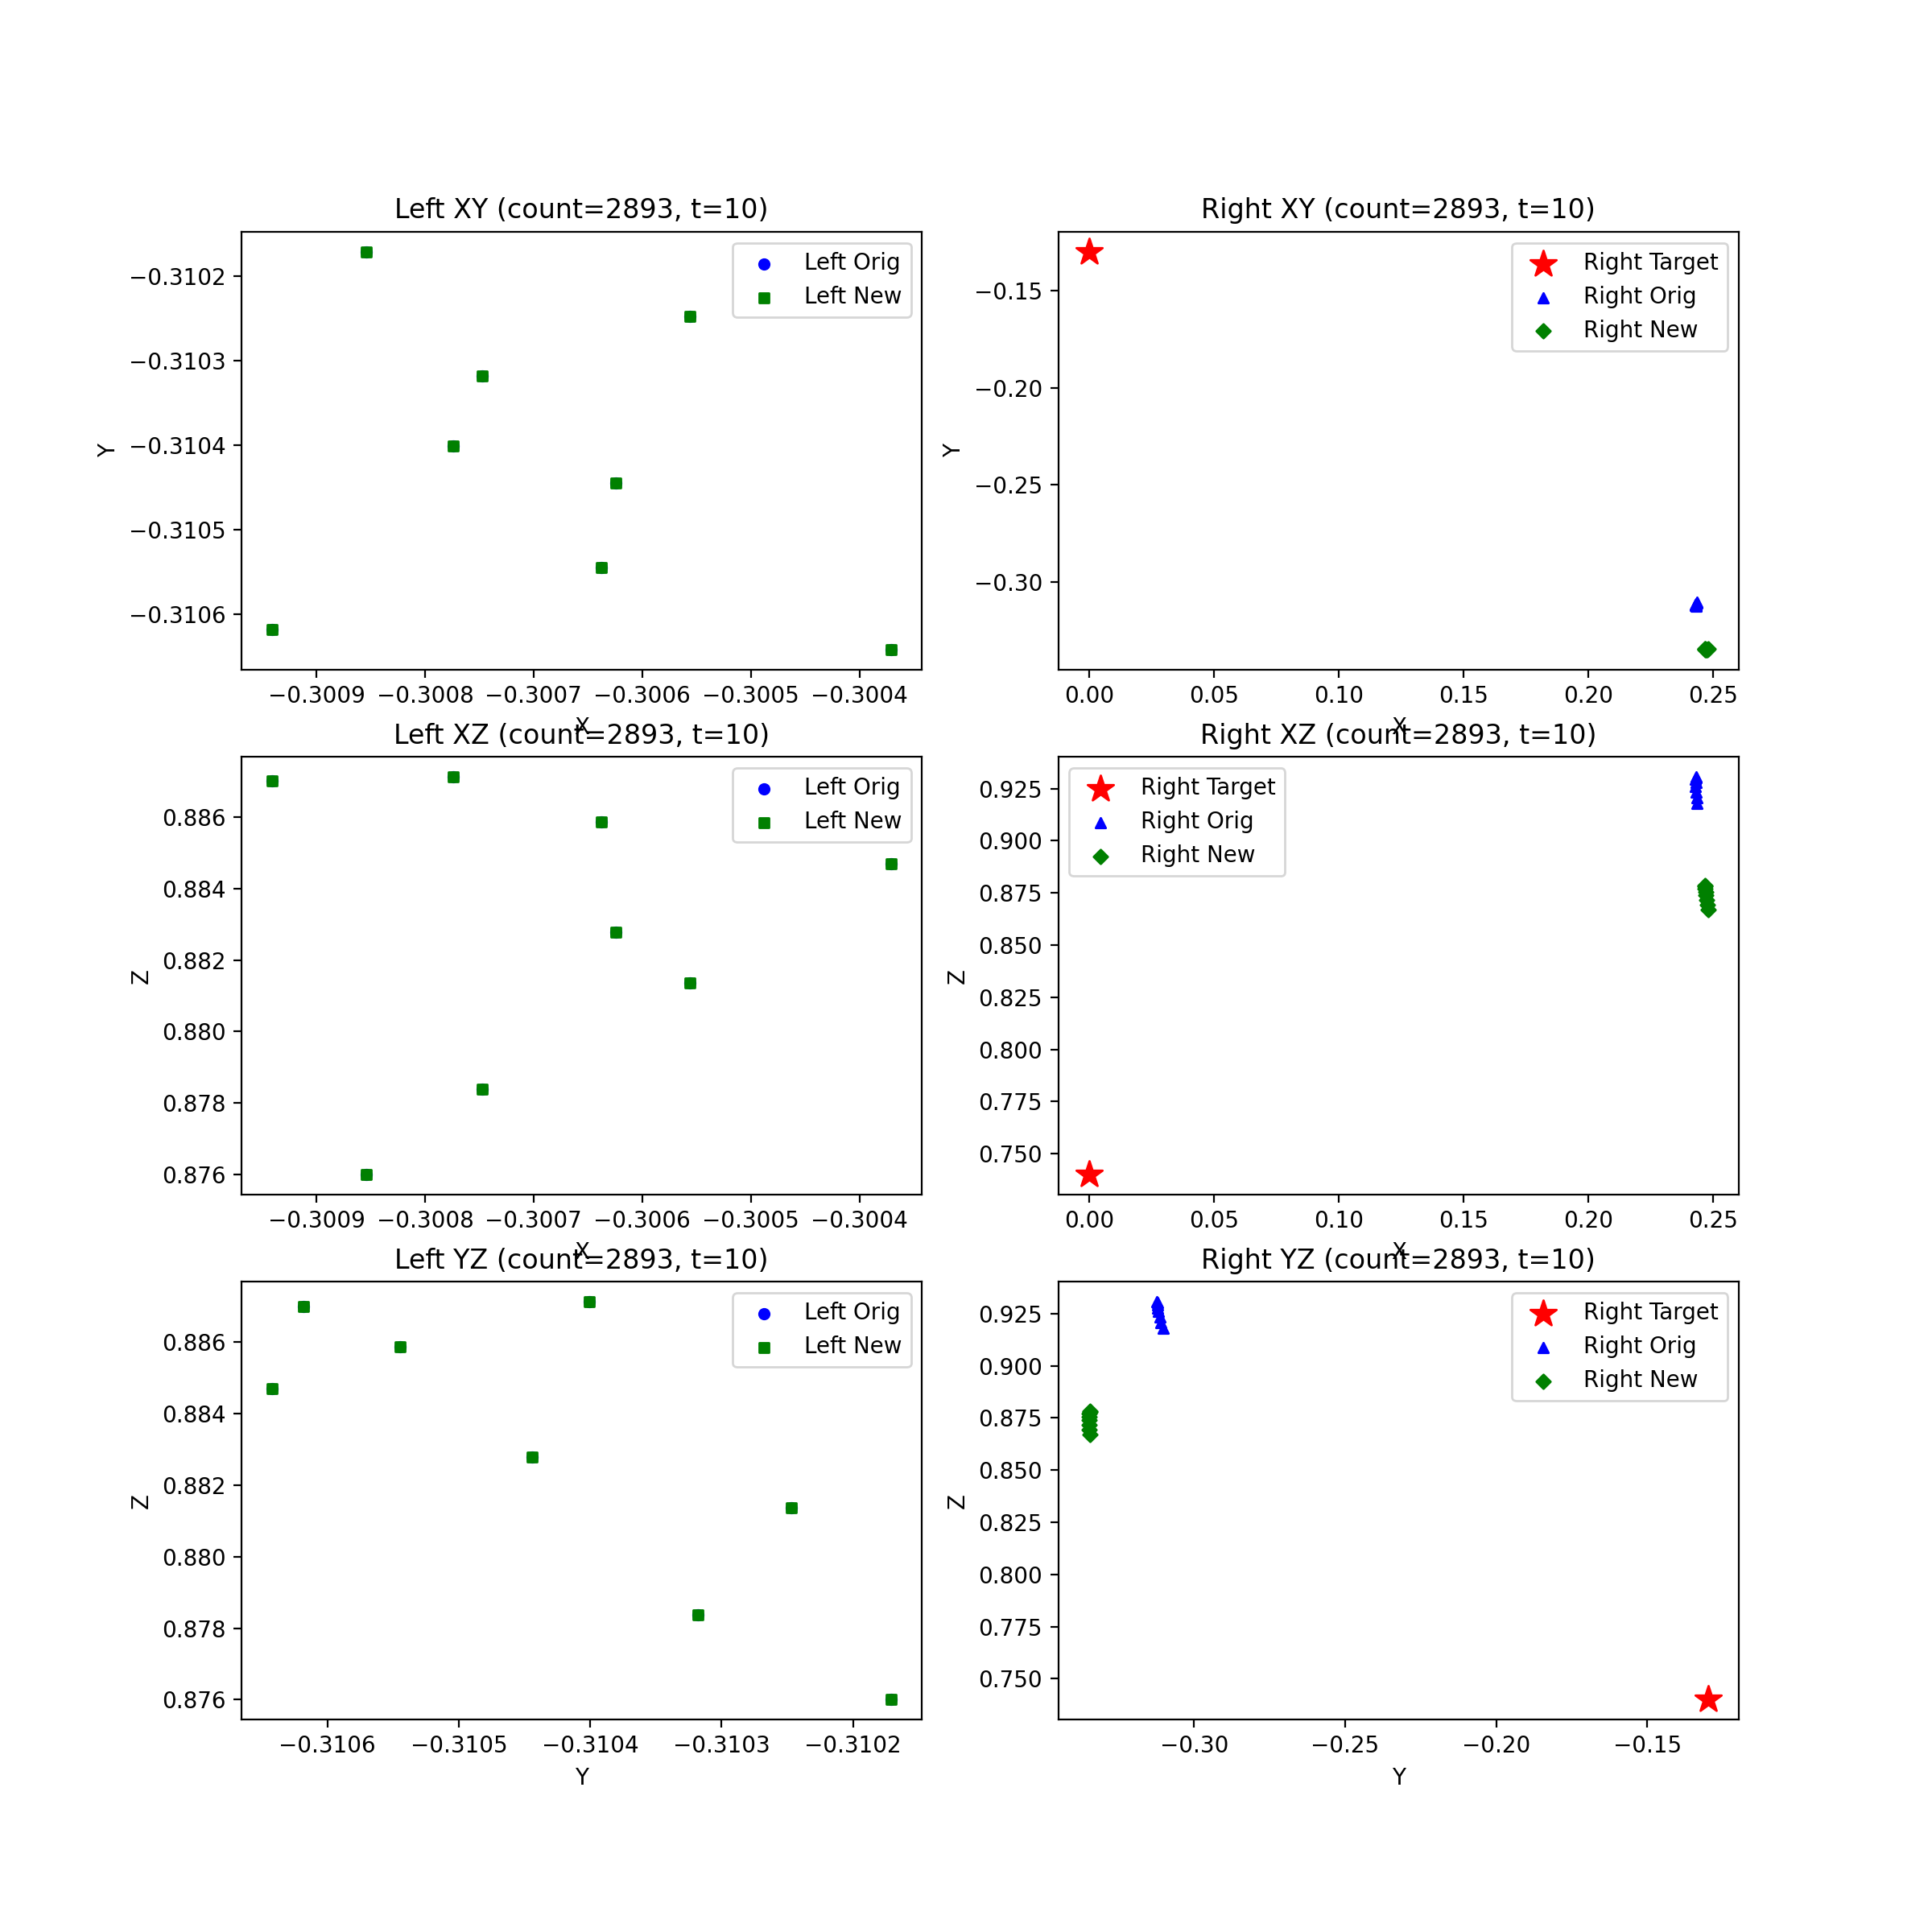 Left XY (count=2893, t=10)
Left Orig
Left New
Y
−0.3102
−0.3103
−0.3104
−0.3105
−0.3106
−0.3009 −0.3008 −0.3007 −0.3006 −0.3005 −0.3004
X
Right XY (count=2893, t=10)
Right Target
Right Orig
Right New
Y
−0.15
−0.20
−0.25
−0.30
0.00 0.05 0.10 0.15 0.20 0.25
X
Left XZ (count=2893, t=10)
Left Orig
Left New
Z
0.886
0.884
0.882
0.880
0.878
0.876
−0.3009 −0.3008 −0.3007 −0.3006 −0.3005 −0.3004
X
Right XZ (count=2893, t=10)
Right Target
Right Orig
Right New
Z
0.925
0.900
0.875
0.850
0.825
0.800
0.775
0.750
0.00 0.05 0.10 0.15 0.20 0.25
X
Left YZ (count=2893, t=10)
Left Orig
Left New
Z
0.886
0.884
0.882
0.880
0.878
0.876
−0.3106 −0.3105 −0.3104 −0.3103 −0.3102
Y
Right YZ (count=2893, t=10)
Right Target
Right Orig
Right New
Z
0.925
0.900
0.875
0.850
0.825
0.800
0.775
0.750
−0.30 −0.25 −0.20 −0.15
Y